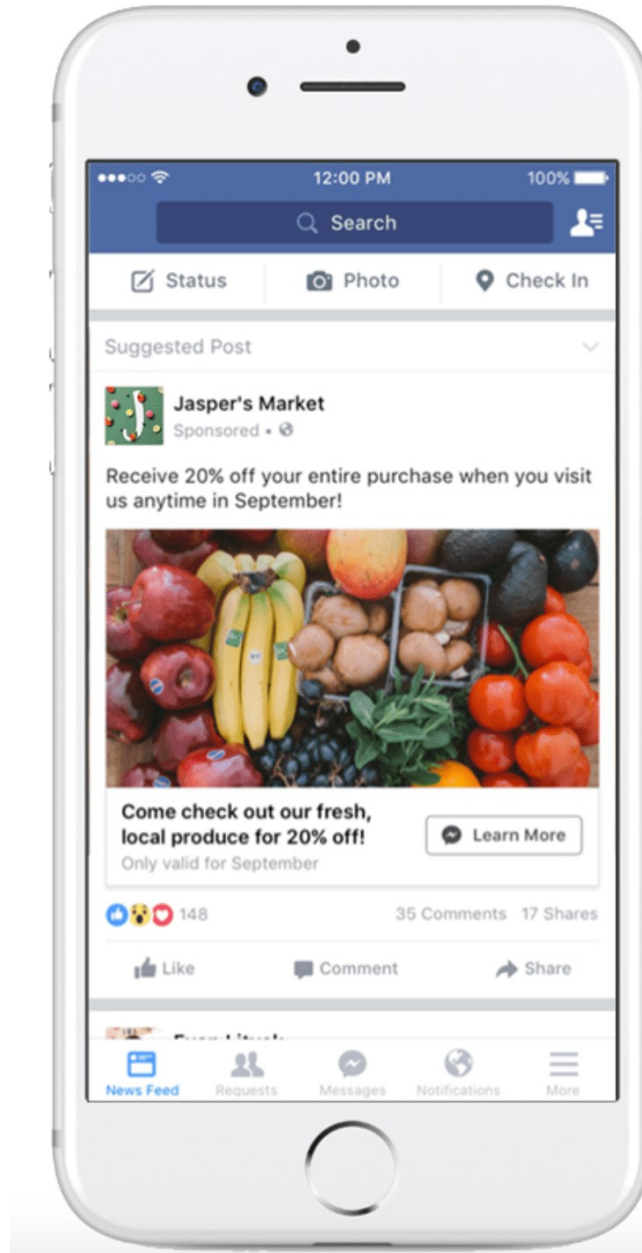 12:00 PM 100%
Search
Status Photo Check In
Suggested Post
J Jasper's Market
Sponsored •
Receive 20% off your entire purchase when you visit
us anytime in September!
Come check out our fresh,
local produce for 20% off!
Learn More
Only valid for September
148 35 Comments 17 Shares
Like Comment Share
News Feed Requests Messages Notifications More